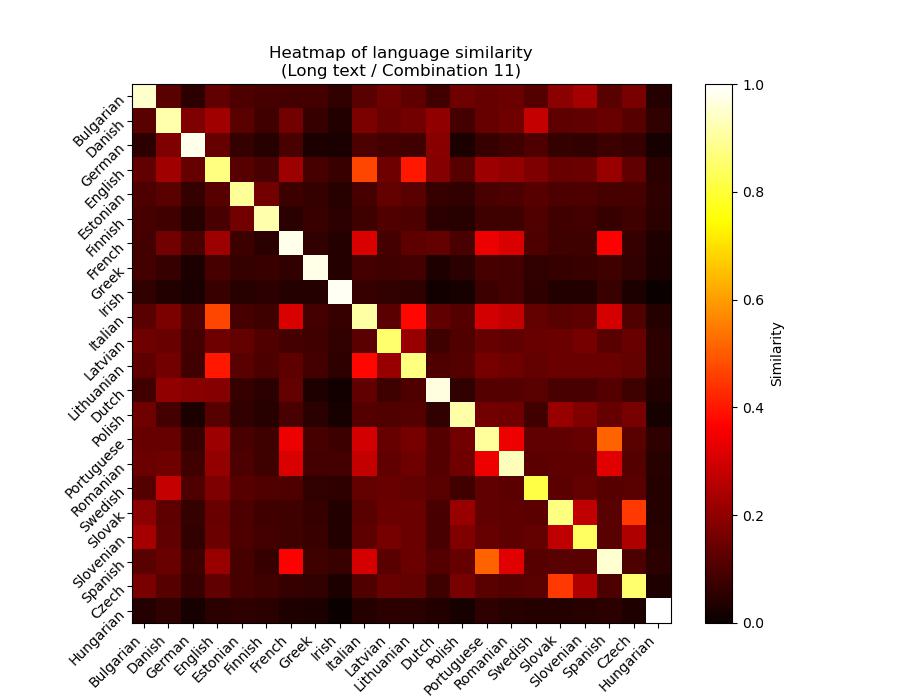 Heatmap of language similarity
(Long text / Combination 11)
Bulgarian
Danish
German
English
Estonian
Finnish
French
Greek
Irish
Italian
Latvian
Lithuanian
Dutch
Polish
Portuguese
Romanian
Swedish
Slovak
Slovenian
Spanish
Czech
Hungarian
Bulgarian
Danish
German
English
Estonian
Finnish
French
Greek
Irish
Italian
Latvian
Lithuanian
Dutch
Polish
Portuguese
Romanian
Swedish
Slovak
Slovenian
Spanish
Czech
Hungarian
1.0
0.8
0.6
0.4
0.2
0.0
Similarity